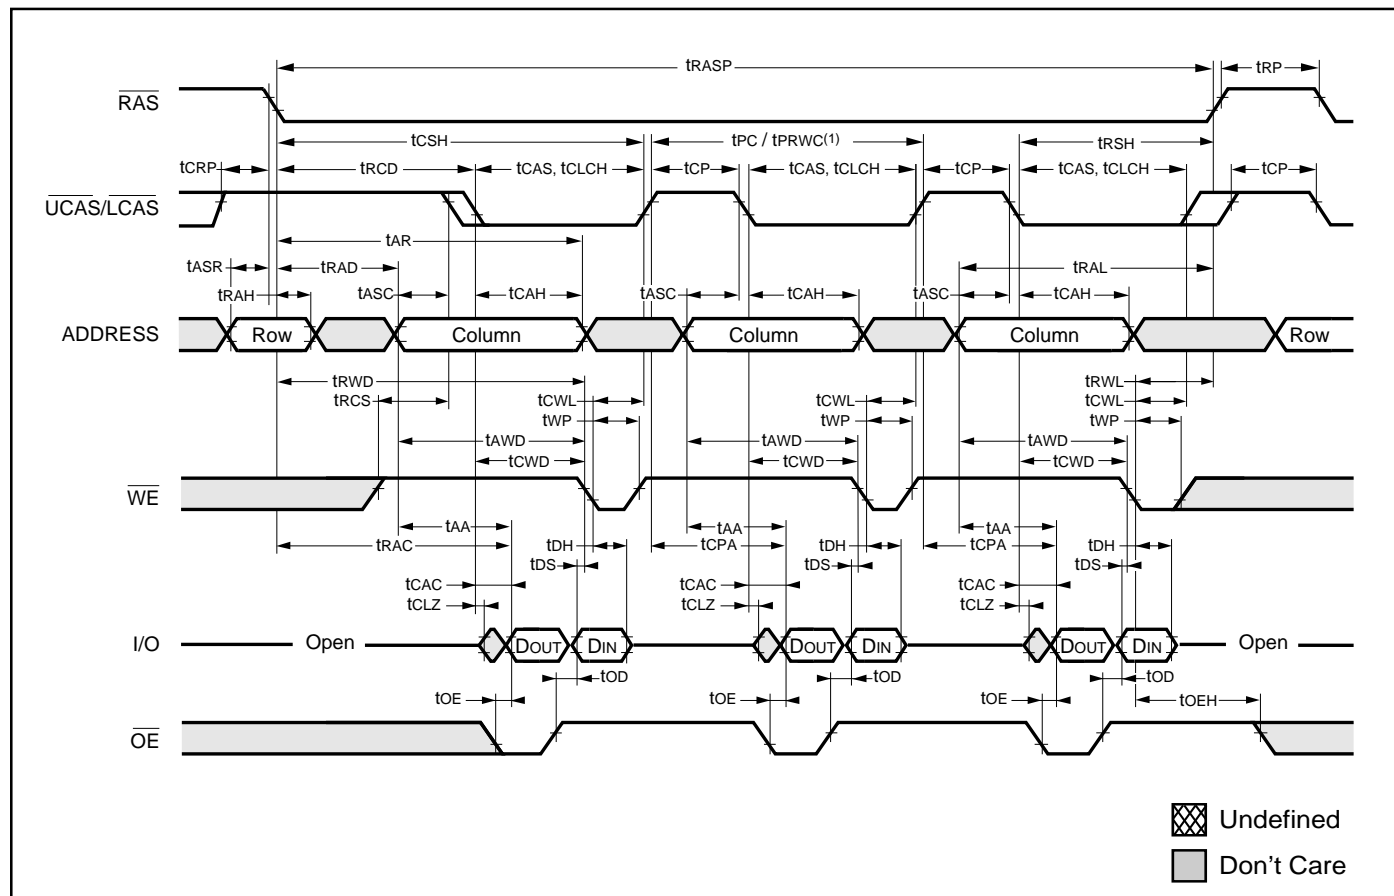 tRASP tRP
RAS
tCSH tPC / tPRWC(1) tRSH
tCRP tRCD tCAS, tCLCH tCP tCAS, tCLCH tCP tCAS, tCLCH tCP
UCAS/LCAS
tAR
tASR tRAD tRAL
tRAH tASC tCAH tASC tCAH tASC tCAH
ADDRESS Row Column Column Column Row
tRWD tRWL
tRCS tCWL tCWL tCWL
tWP tWP tWP
tAWD tAWD tAWD
tCWD tCWD tCWD
WE
tAA tAA tAA
tRAC tDH tCPA tDH tCPA tDH
tDS tDS tDS
tCAC tCAC tCAC
tCLZ tCLZ tCLZ
I/O Open DOUT DIN DOUT DIN DOUT DIN Open
tOD tOD tOD
tOE tOE tOE tOEH
OE
Undefined
Don't Care